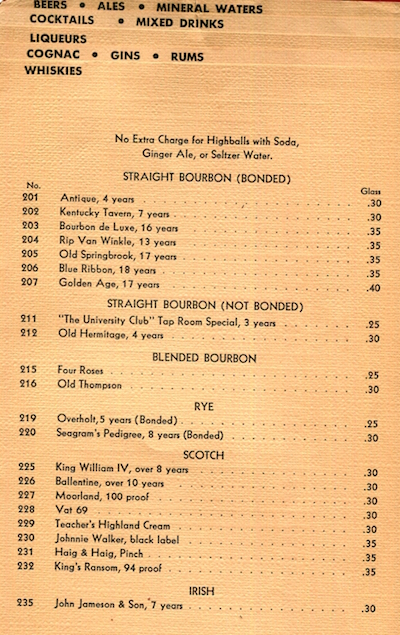 BEERS • ALES • MINERAL WATERS
COCKTAILS • MIXED DRINKS
LIQUEURS
COGNAC • GINS • RUMS
WHISKIES
No Extra Charge for Highballs with Soda,
Ginger Ale, or Seltzer Water.
STRAIGHT BOURBON (BONDED)
No. Glass
201 Antique, 4 years .30
202 Kentucky Tavern, 7 years .30
203 Bourbon de Luxe, 16 years .35
204 Rip Van Winkle, 13 years .35
205 Old Springbrook, 17 years .35
206 Blue Ribbon, 18 years .35
207 Golden Age, 17 years .40
STRAIGHT BOURBON (NOT BONDED)
211 "The University Club" Tap Room Special, 3 years .25
212 Old Hermitage, 4 years .30
BLENDED BOURBON
215 Four Roses .25
216 Old Thompson .30
RYE
219 Overholt, 5 years (Bonded) .25
220 Seagram's Pedigree, 8 years (Bonded) .30
SCOTCH
225 King William IV, over 8 years .30
226 Ballentine, over 10 years .30
227 Moorland, 100 proof .30
228 Vat 69 .30
229 Teacher's Highland Cream .30
230 Johnnie Walker, black label .35
231 Haig & Haig, Pinch .35
232 King's Ransom, 94 proof .35
IRISH
235 John Jameson & Son, 7 years .30